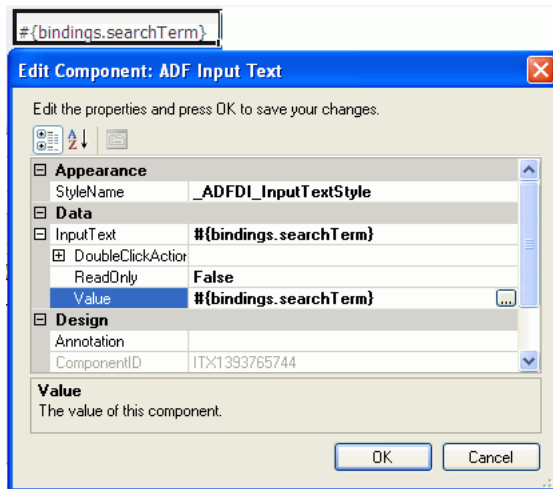 #{bindings.searchTerm}
Edit Component: ADF Input Text
Edit the properties and press OK to save your changes.
Appearance
StyleName _ADFDI_InputTextStyle
Data
InputText #{bindings.searchTerm}
DoubleClickAction
ReadOnly False
Value #{bindings.searchTerm} ...
Design
Annotation
ComponentID ITX1393765744
Value
The value of this component.
OK Cancel